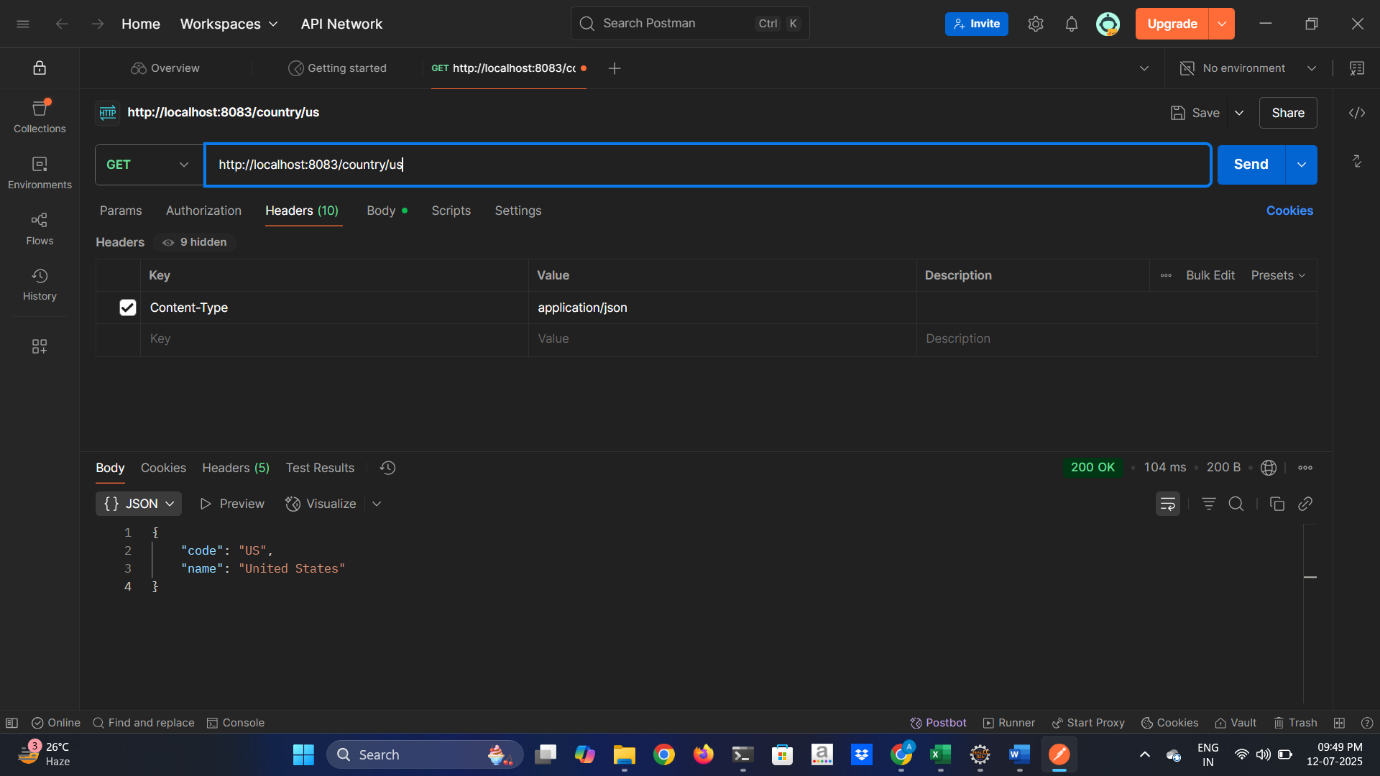 Home Workspaces API Network Search Postman Ctrl K Invite Upgrade
Overview Getting started GET http://localhost:8083/cc No environment
HTTP http://localhost:8083/country/us Save Share
Collections
Environments
Flows
History
GET http://localhost:8083/country/us Send
Params Authorization Headers (10) Body Scripts Settings Cookies
Headers 9 hidden
Key Value Description Bulk Edit Presets
Content-Type application/json
Key Value Description
Body Cookies Headers (5) Test Results 200 OK 104 ms 200 B
{} JSON Preview Visualize
1 {
2 "code": "US",
3 "name": "United States"
4 }
Online Find and replace Console Postbot Runner Start Proxy Cookies Vault Trash
3 26°C
Haze
Search
a
A
ENG
IN
09:49 PM
12-07-2025